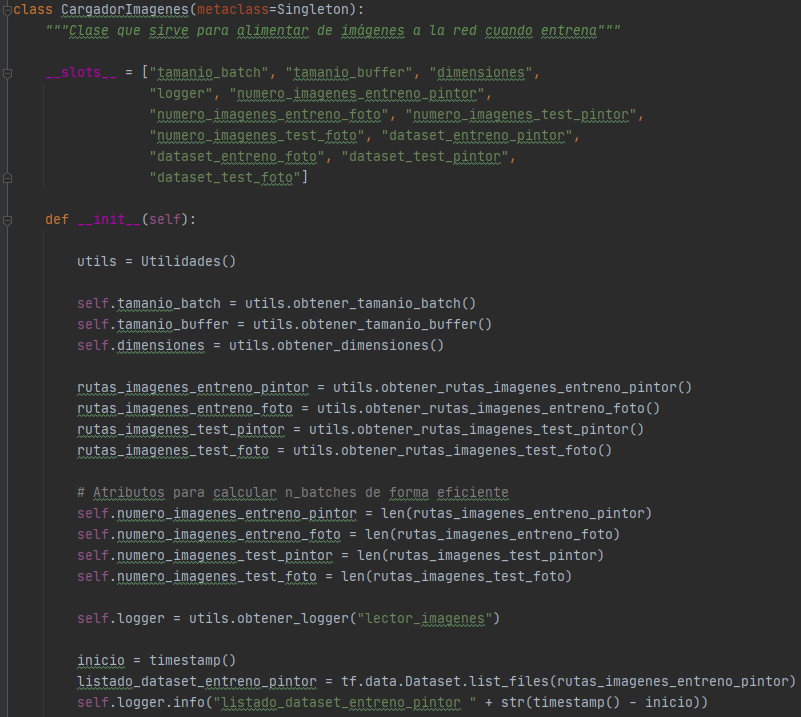 class CargadorImagenes(metaclass=Singleton):
    """Clase que sirve para alimentar de imágenes a la red cuando entrena"""
    __slots__ = ["tamanio_batch", "tamanio_buffer", "dimensiones",
                 "logger", "numero_imagenes_entreno_pintor",
                 "numero_imagenes_entreno_foto", "numero_imagenes_test_pintor",
                 "numero_imagenes_test_foto", "dataset_entreno_pintor",
                 "dataset_entreno_foto", "dataset_test_pintor",
                 "dataset_test_foto"]
    def __init__(self):
        utils = Utilidades()
        self.tamanio_batch = utils.obtener_tamanio_batch()
        self.tamanio_buffer = utils.obtener_tamanio_buffer()
        self.dimensiones = utils.obtener_dimensiones()
        rutas_imagenes_entreno_pintor = utils.obtener_rutas_imagenes_entreno_pintor()
        rutas_imagenes_entreno_foto = utils.obtener_rutas_imagenes_entreno_foto()
        rutas_imagenes_test_pintor = utils.obtener_rutas_imagenes_test_pintor()
        rutas_imagenes_test_foto = utils.obtener_rutas_imagenes_test_foto()
        # Atributos para calcular n_batches de forma eficiente
        self.numero_imagenes_entreno_pintor = len(rutas_imagenes_entreno_pintor)
        self.numero_imagenes_entreno_foto = len(rutas_imagenes_entreno_foto)
        self.numero_imagenes_test_pintor = len(rutas_imagenes_test_pintor)
        self.numero_imagenes_test_foto = len(rutas_imagenes_test_foto)
        self.logger = utils.obtener_logger("lector_imagenes")
        inicio = timestamp()
        listado_dataset_entreno_pintor = tf.data.Dataset.list_files(rutas_imagenes_entreno_pintor)
        self.logger.info("listado_dataset_entreno_pintor " + str(timestamp() - inicio))